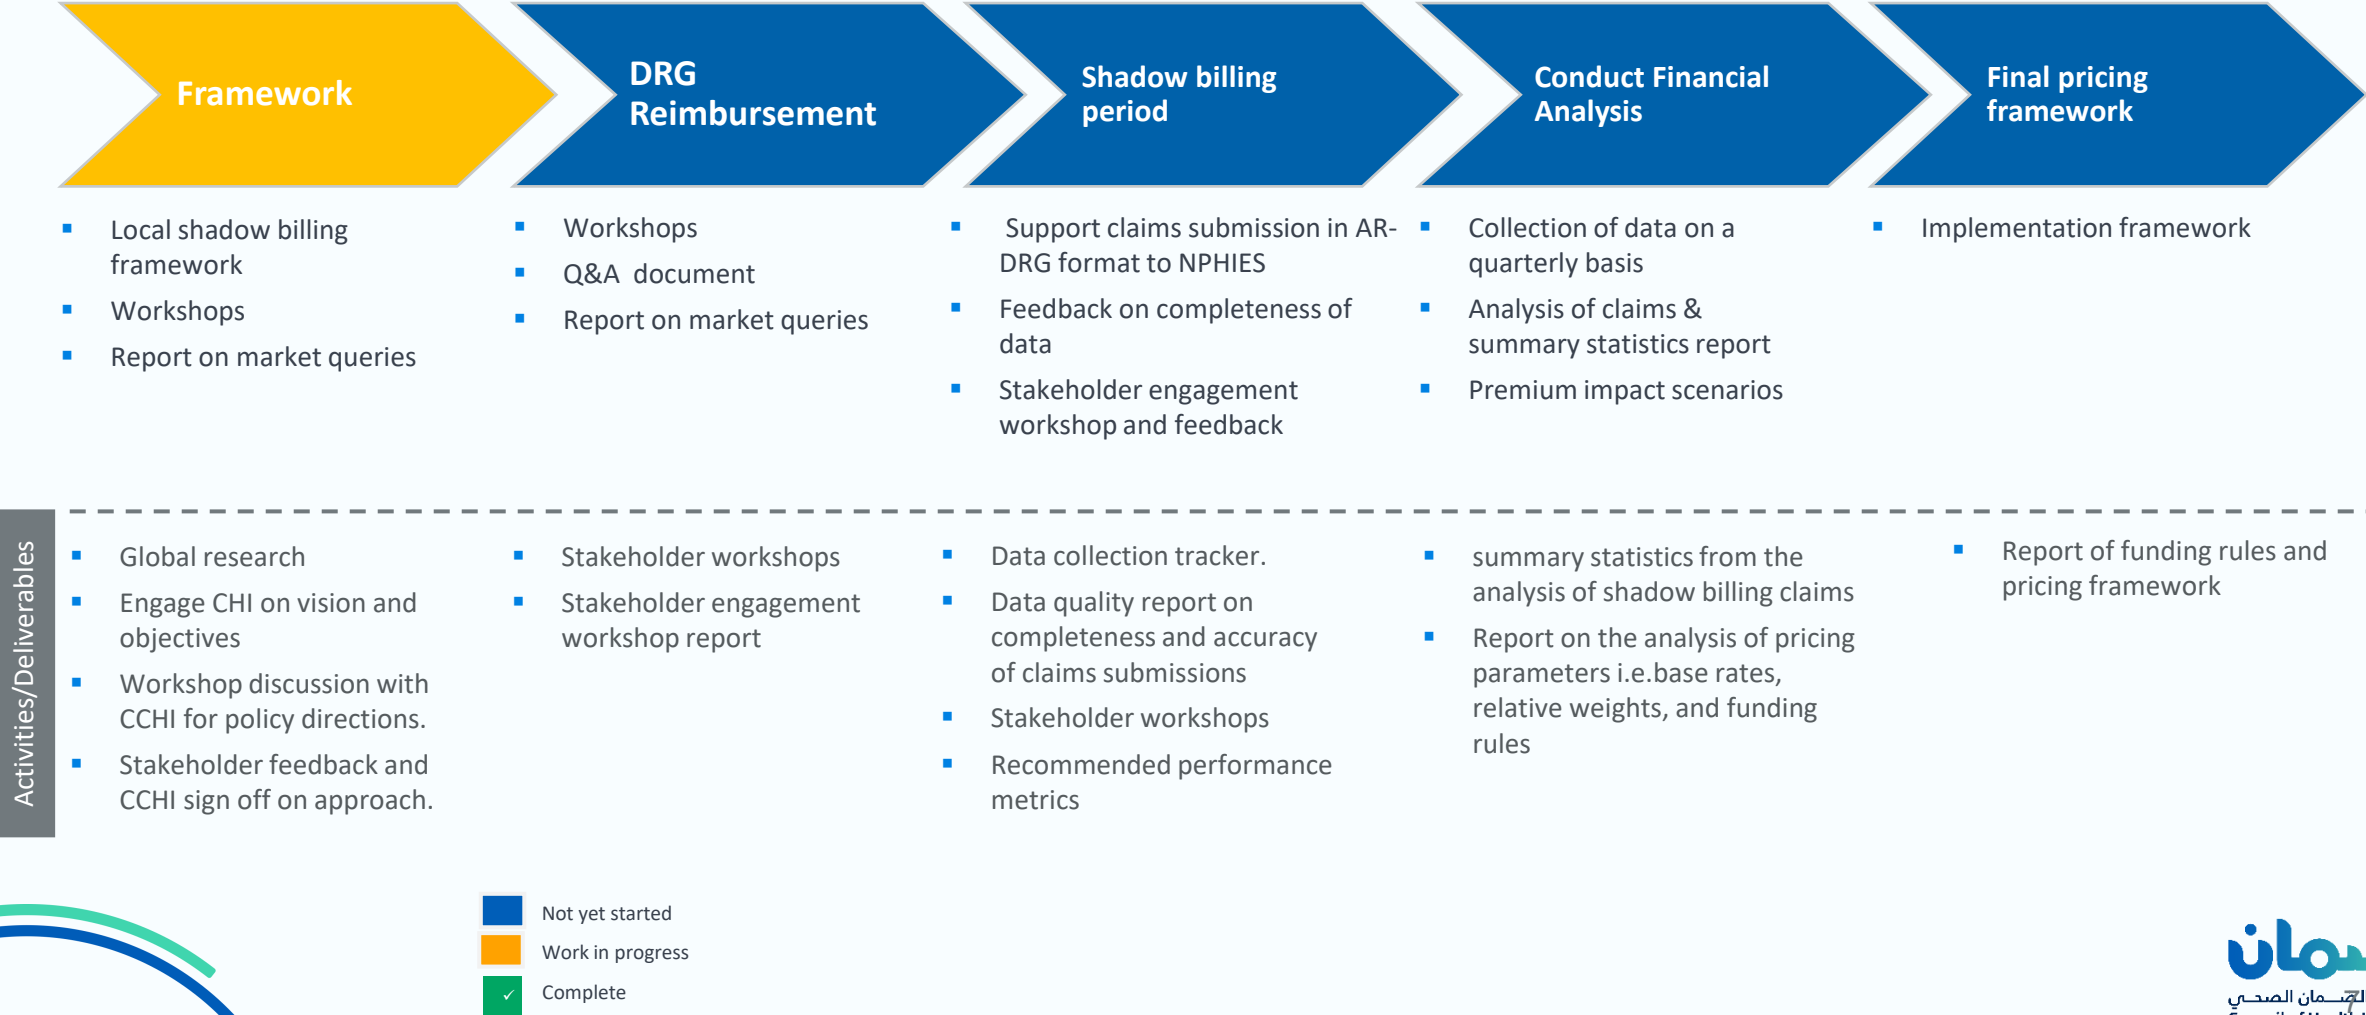 Framework
DRG
Reimbursement
Shadow billing
period
Conduct Financial
Analysis
Final pricing
framework
Local shadow billing
framework
Workshops
Report on market queries
Workshops
Q&A document
Report on market queries
Support claims submission in AR-
DRG format to NPHIES
Feedback on completeness of
data
Stakeholder engagement
workshop and feedback
Collection of data on a
quarterly basis
Analysis of claims &
summary statistics report
Premium impact scenarios
Implementation framework
Activities/Deliverables
Global research
Engage CHI on vision and
objectives
Workshop discussion with
CCHI for policy directions.
Stakeholder feedback and
CCHI sign off on approach.
Stakeholder workshops
Stakeholder engagement
workshop report
Data collection tracker.
Data quality report on
completeness and accuracy
of claims submissions
Stakeholder workshops
Recommended performance
metrics
summary statistics from the
analysis of shadow billing claims
Report on the analysis of pricing
parameters i.e.base rates,
relative weights, and funding
rules
Report of funding rules and
pricing framework
Not yet started
Work in progress
✓ Complete
الضمان الصحي
7